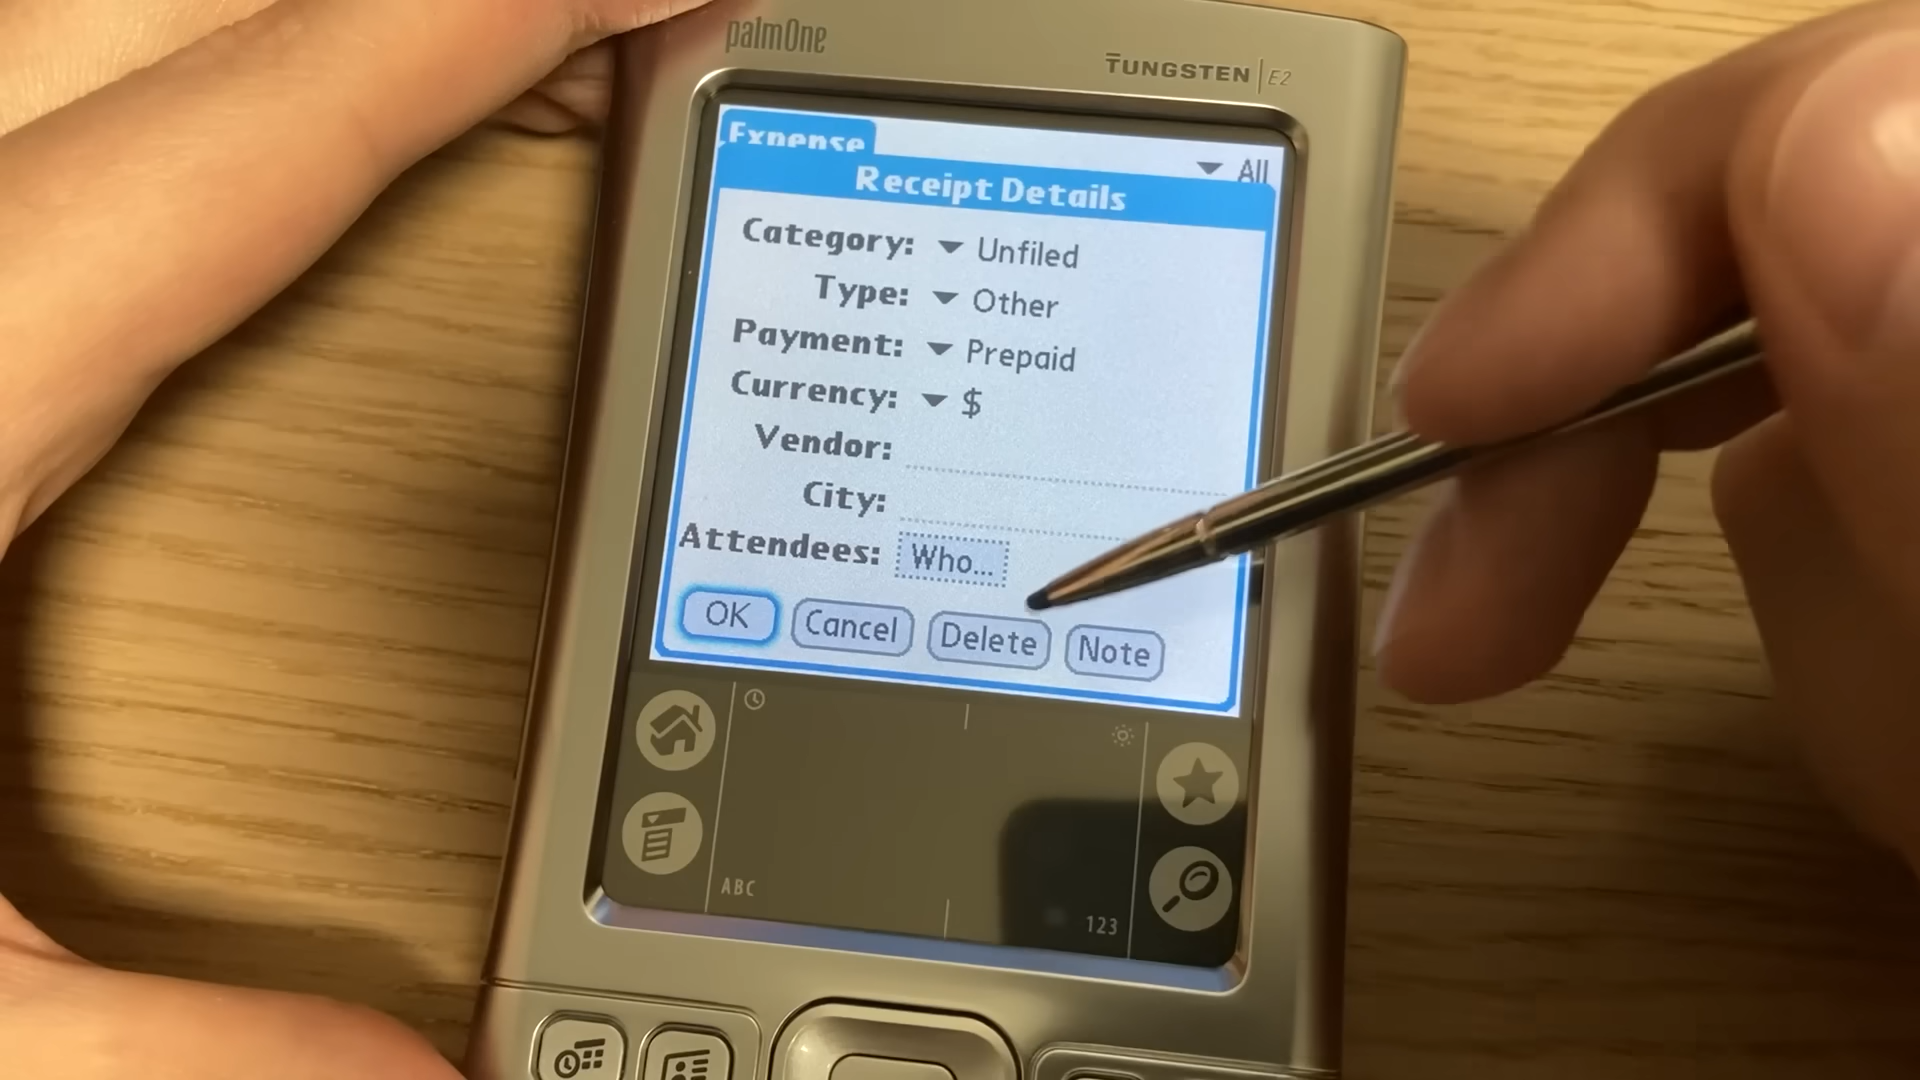 palmOne
TUNGSTEN | E2
Expense
All
Receipt Details
Category: Unfiled
Type: Other
Payment: Prepaid
Currency: $
Vendor:
City:
Attendees: Who...
OK Cancel Delete Note
ABC
123